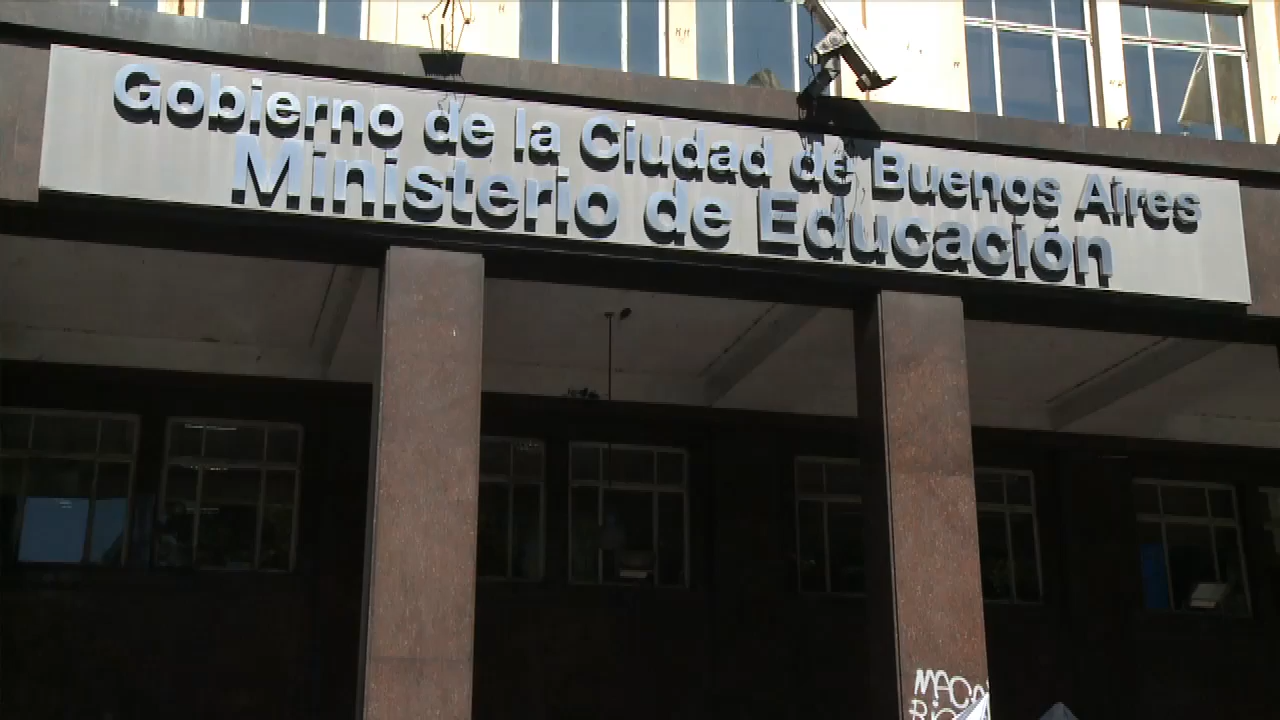 Gobierno de la Ciudad de Buenos Aires
Ministerio de Educación